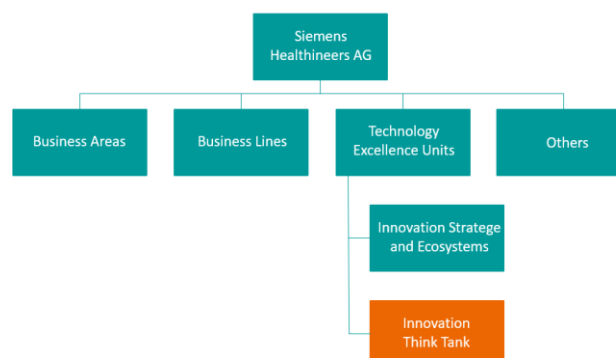 Siemens
Healthineers AG
Business Areas
Business Lines
Technology
Excellence Units
Others
Innovation Stratege
and Ecosystems
Innovation
Think Tank